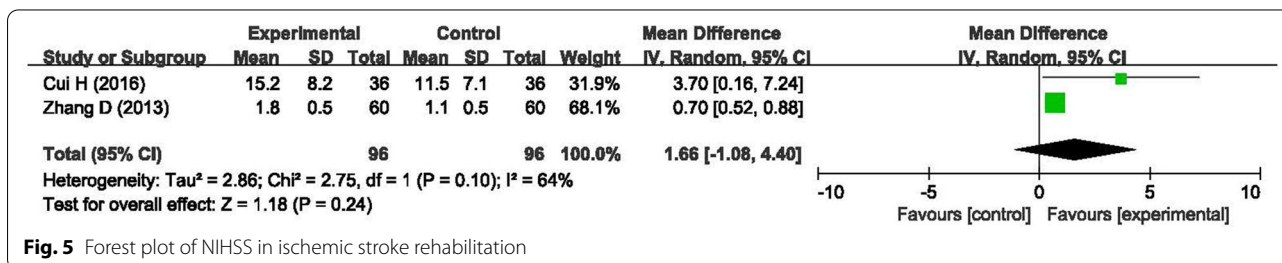 Experimental Control Mean Difference Mean Difference
Study or Subgroup Mean SD Total Mean SD Total Weight IV, Random, 95% CI IV, Random, 95% CI
Cui H (2016) 15.2 8.2 36 11.5 7.1 36 31.9% 3.70 [0.16, 7.24]
Zhang D (2013) 1.8 0.5 60 1.1 0.5 60 68.1% 0.70 [0.52, 0.88]
Total (95% CI) 96 96 100.0% 1.66 [-1.08, 4.40]
Heterogeneity: Tau² = 2.86; Chi² = 2.75, df = 1 (P = 0.10); I² = 64%
Test for overall effect: Z = 1.18 (P = 0.24)
-10 -5 0 5 10
Favours [control] Favours [experimental]
Fig. 5 Forest plot of NIHSS in ischemic stroke rehabilitation